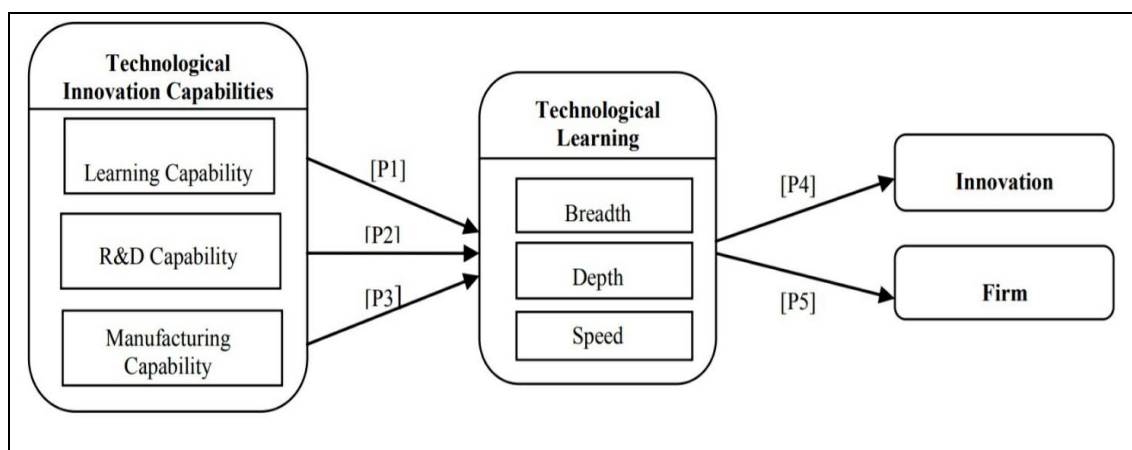 Technological
Innovation Capabilities
Learning Capability
R&D Capability
Manufacturing
Capability
[P1]
[P2]
[P3]
Technological
Learning
Breadth
Depth
Speed
[P4]
[P5]
Innovation
Firm